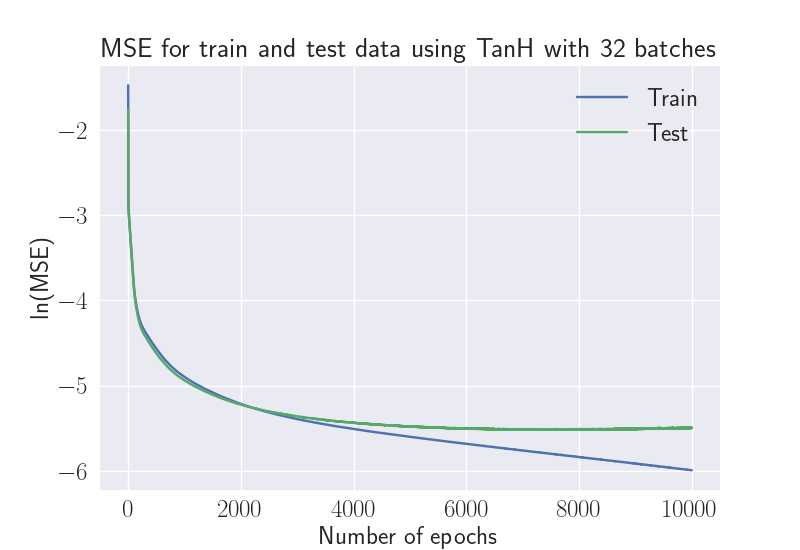 MSE for train and test data using TanH with 32 batches
Train
Test
−2
−3
−4
−5
−6
ln(MSE)
0 2000 4000 6000 8000 10000
Number of epochs